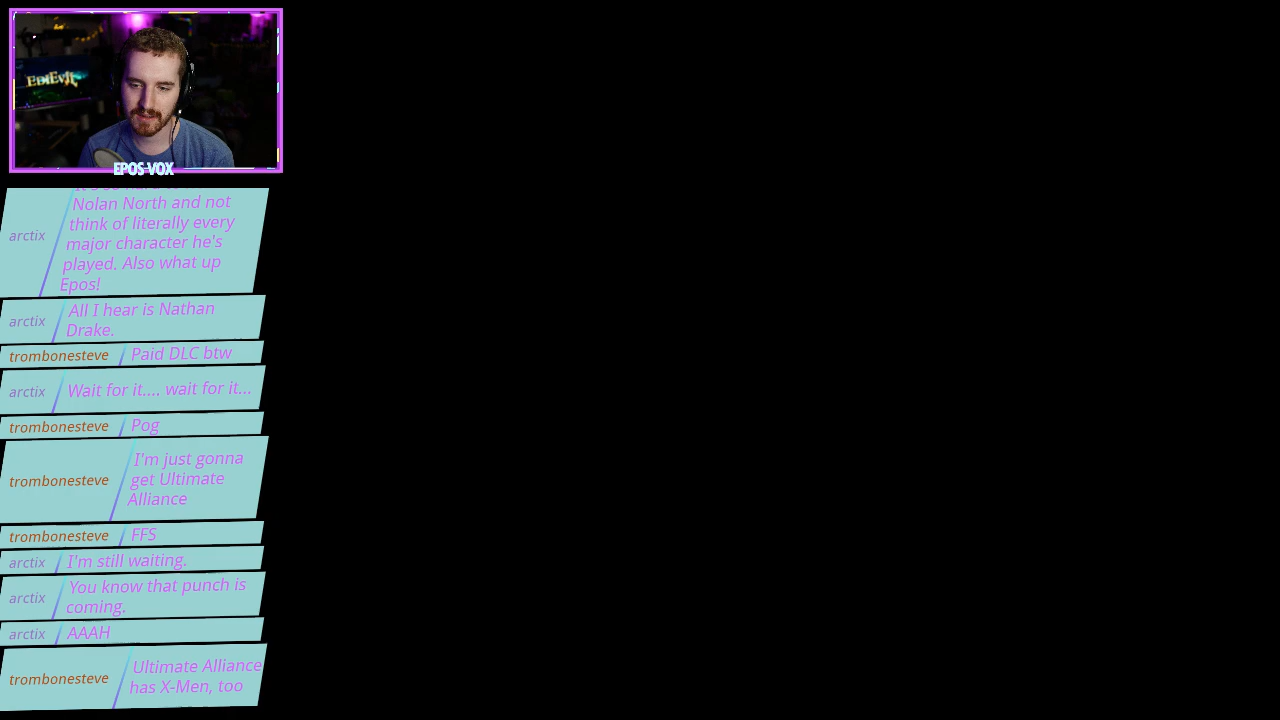 EPOS VOX
arctix
Nolan North and not
think of literally every
major character he's
played. Also what up
Epos!
arctix
All I hear is Nathan
Drake.
trombonesteve Paid DLC btw
arctix Wait for it.... wait for it...
trombonesteve Pog
trombonesteve
I'm just gonna
get Ultimate
Alliance
trombonesteve FFS
arctix I'm still waiting.
arctix
You know that punch is
coming.
arctix AAAH
trombonesteve
Ultimate Alliance
has X-Men, too